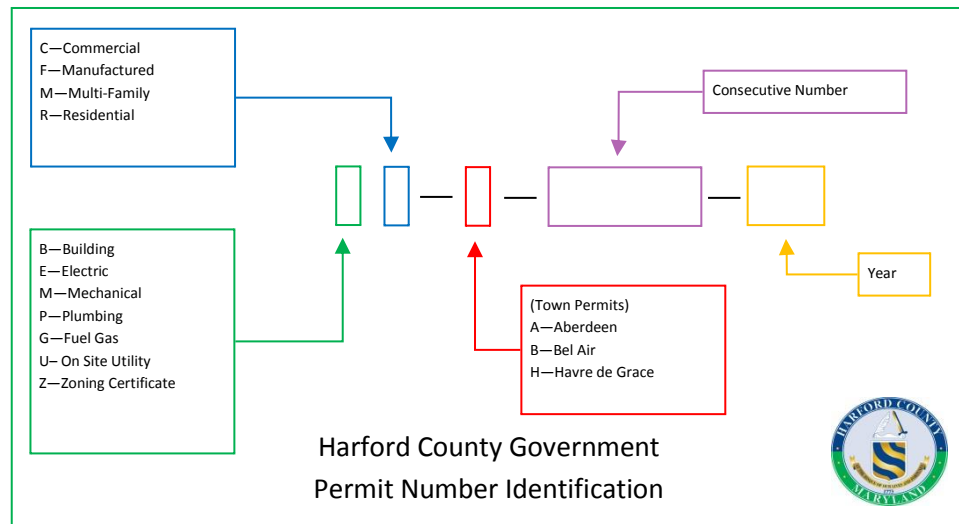 C—Commercial
F—Manufactured
M—Multi-Family
R—Residential
Consecutive Number
B—Building
E—Electric
M—Mechanical
P—Plumbing
G—Fuel Gas
U– On Site Utility
Z—Zoning Certificate
(Town Permits)
A—Aberdeen
B—Bel Air
H—Havre de Grace
Year
Harford County Government
Permit Number Identification
HARFORD COUNTY
MARYLAND